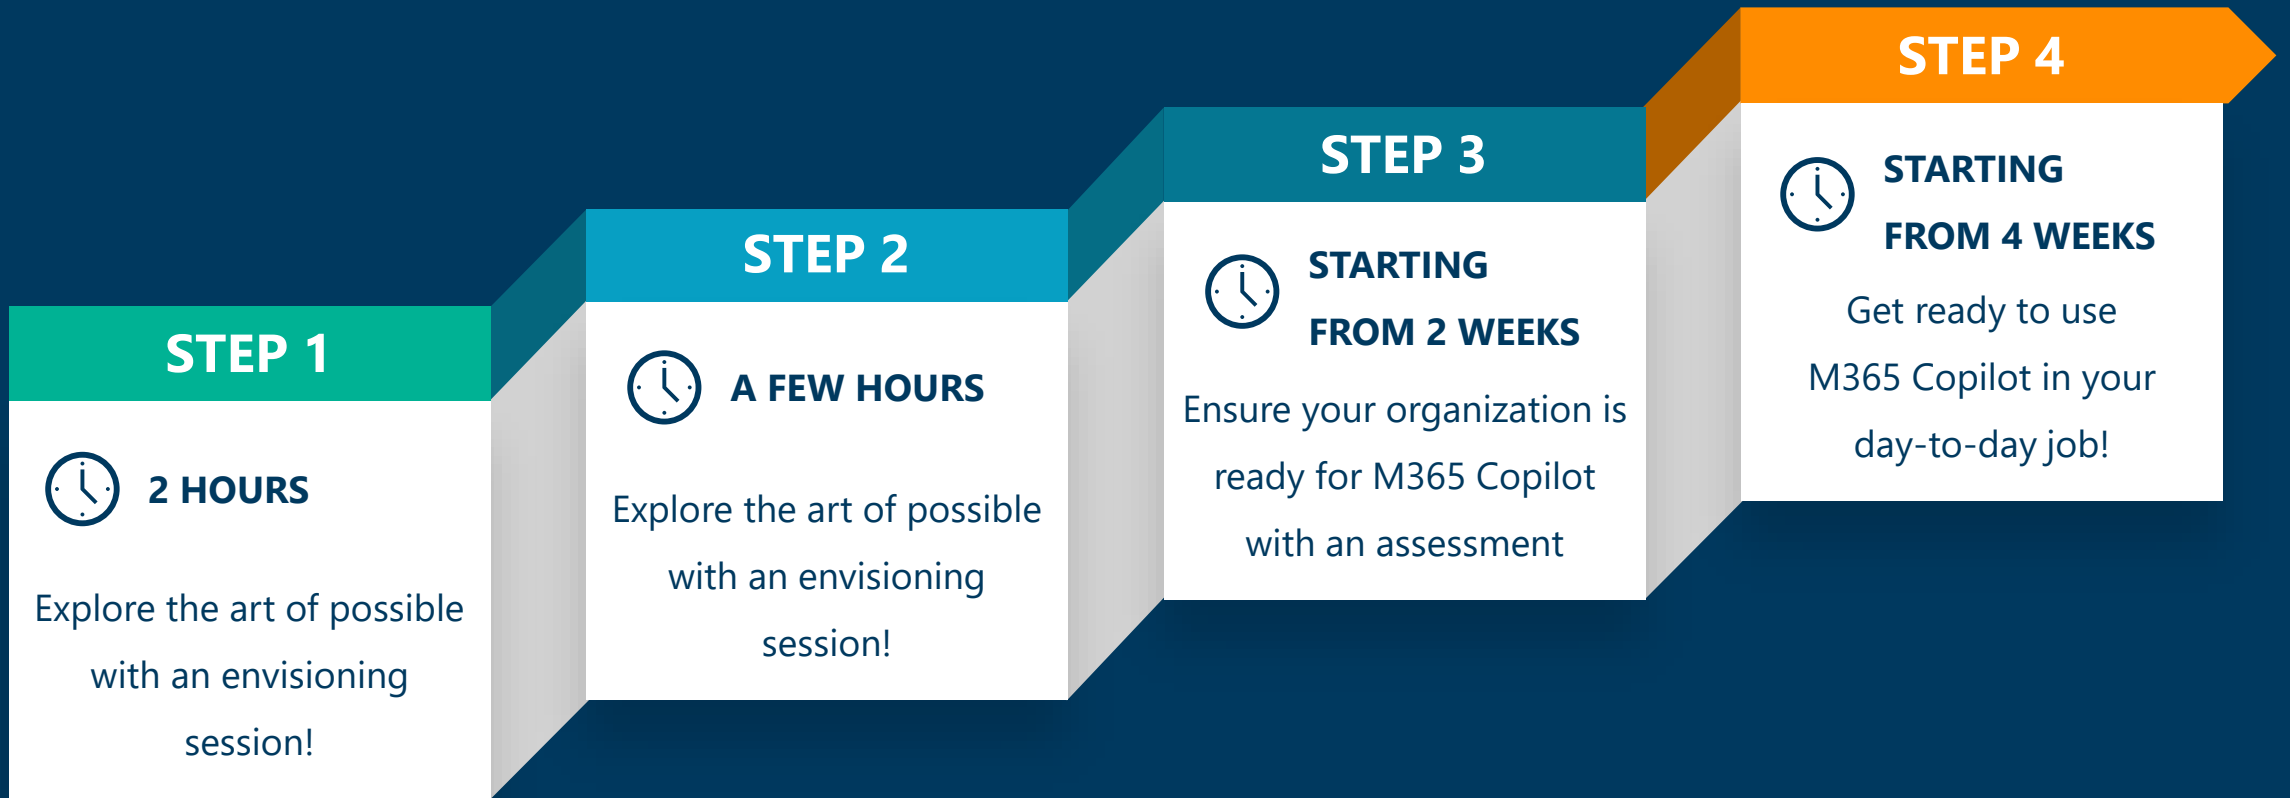 STEP 1
2 HOURS
Explore the art of possible
with an envisioning
session!
STEP 2
A FEW HOURS
Explore the art of possible
with an envisioning
session!
STEP 3
STARTING
FROM 2 WEEKS
Ensure your organization is
ready for M365 Copilot
with an assessment
STEP 4
STARTING
FROM 4 WEEKS
Get ready to use
M365 Copilot in your
day-to-day job!